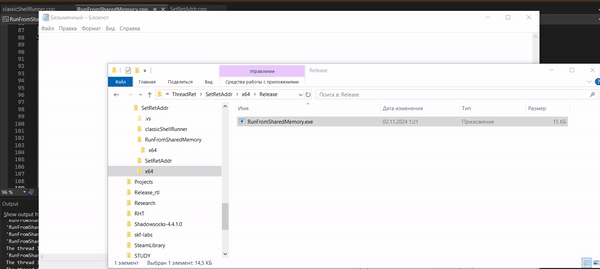 classicShellRunner.cpp RunFromSharedMemory.cpp SetRetAddr.cpp
RunFromShar
Безымянный – Блокнот
Файл Правка Формат Вид Справка
86
87
88
89
90
91
92
93
94
95
96
97
98
99
100
101
102
103
104
105
106
107
108
96 %
Output
Show output from
'RunFromShar
'RunFromShar
'RunFromShar
The thread
'RunFromShar
The thread
The thread
Управление Release
Файл Главная Поделиться Вид Средства работы с приложениями
ThreadRet > SetRetAddr > x64 > Release
Поиск в: Release
Имя Дата изменения Тип Размер
RunFromSharedMemory.exe 02.11.2024 1:21 Приложение 15 КБ
SetRetAddr
.vs
classicShellRunner
RunFromSharedMemory
x64
SetRetAddr
x64
Projects
Release_rtl
Research
RHT
Shadowsocks-4.4.1.0
skf-labs
SteamLibrary
STUDY
1 элемент Выбран 1 элемент: 14,5 КБ